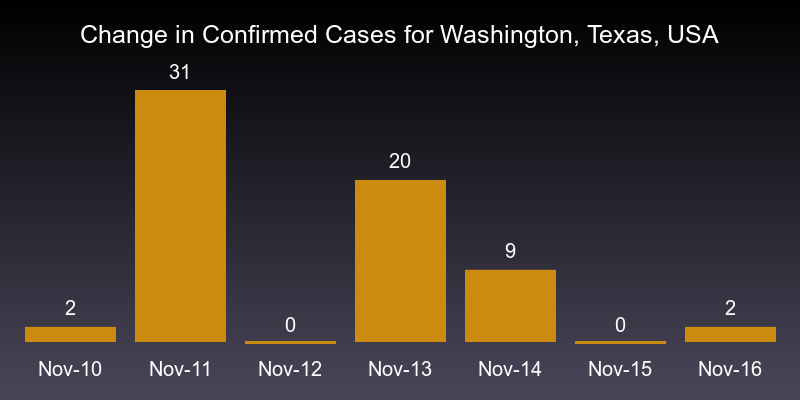 Change in Confirmed Cases for Washington, Texas, USA
31
20
9
2
0
0
2
Nov-10
Nov-11
Nov-12
Nov-13
Nov-14
Nov-15
Nov-16